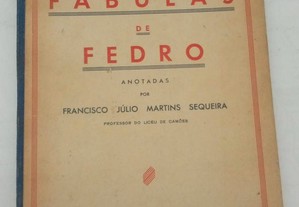 FÁBULAS
DE
FEDRO
ANOTADAS
POR
FRANCISCO JÚLIO MARTINS SEQUEIRA
PROFESSOR DO LICEU DE CAMÕES